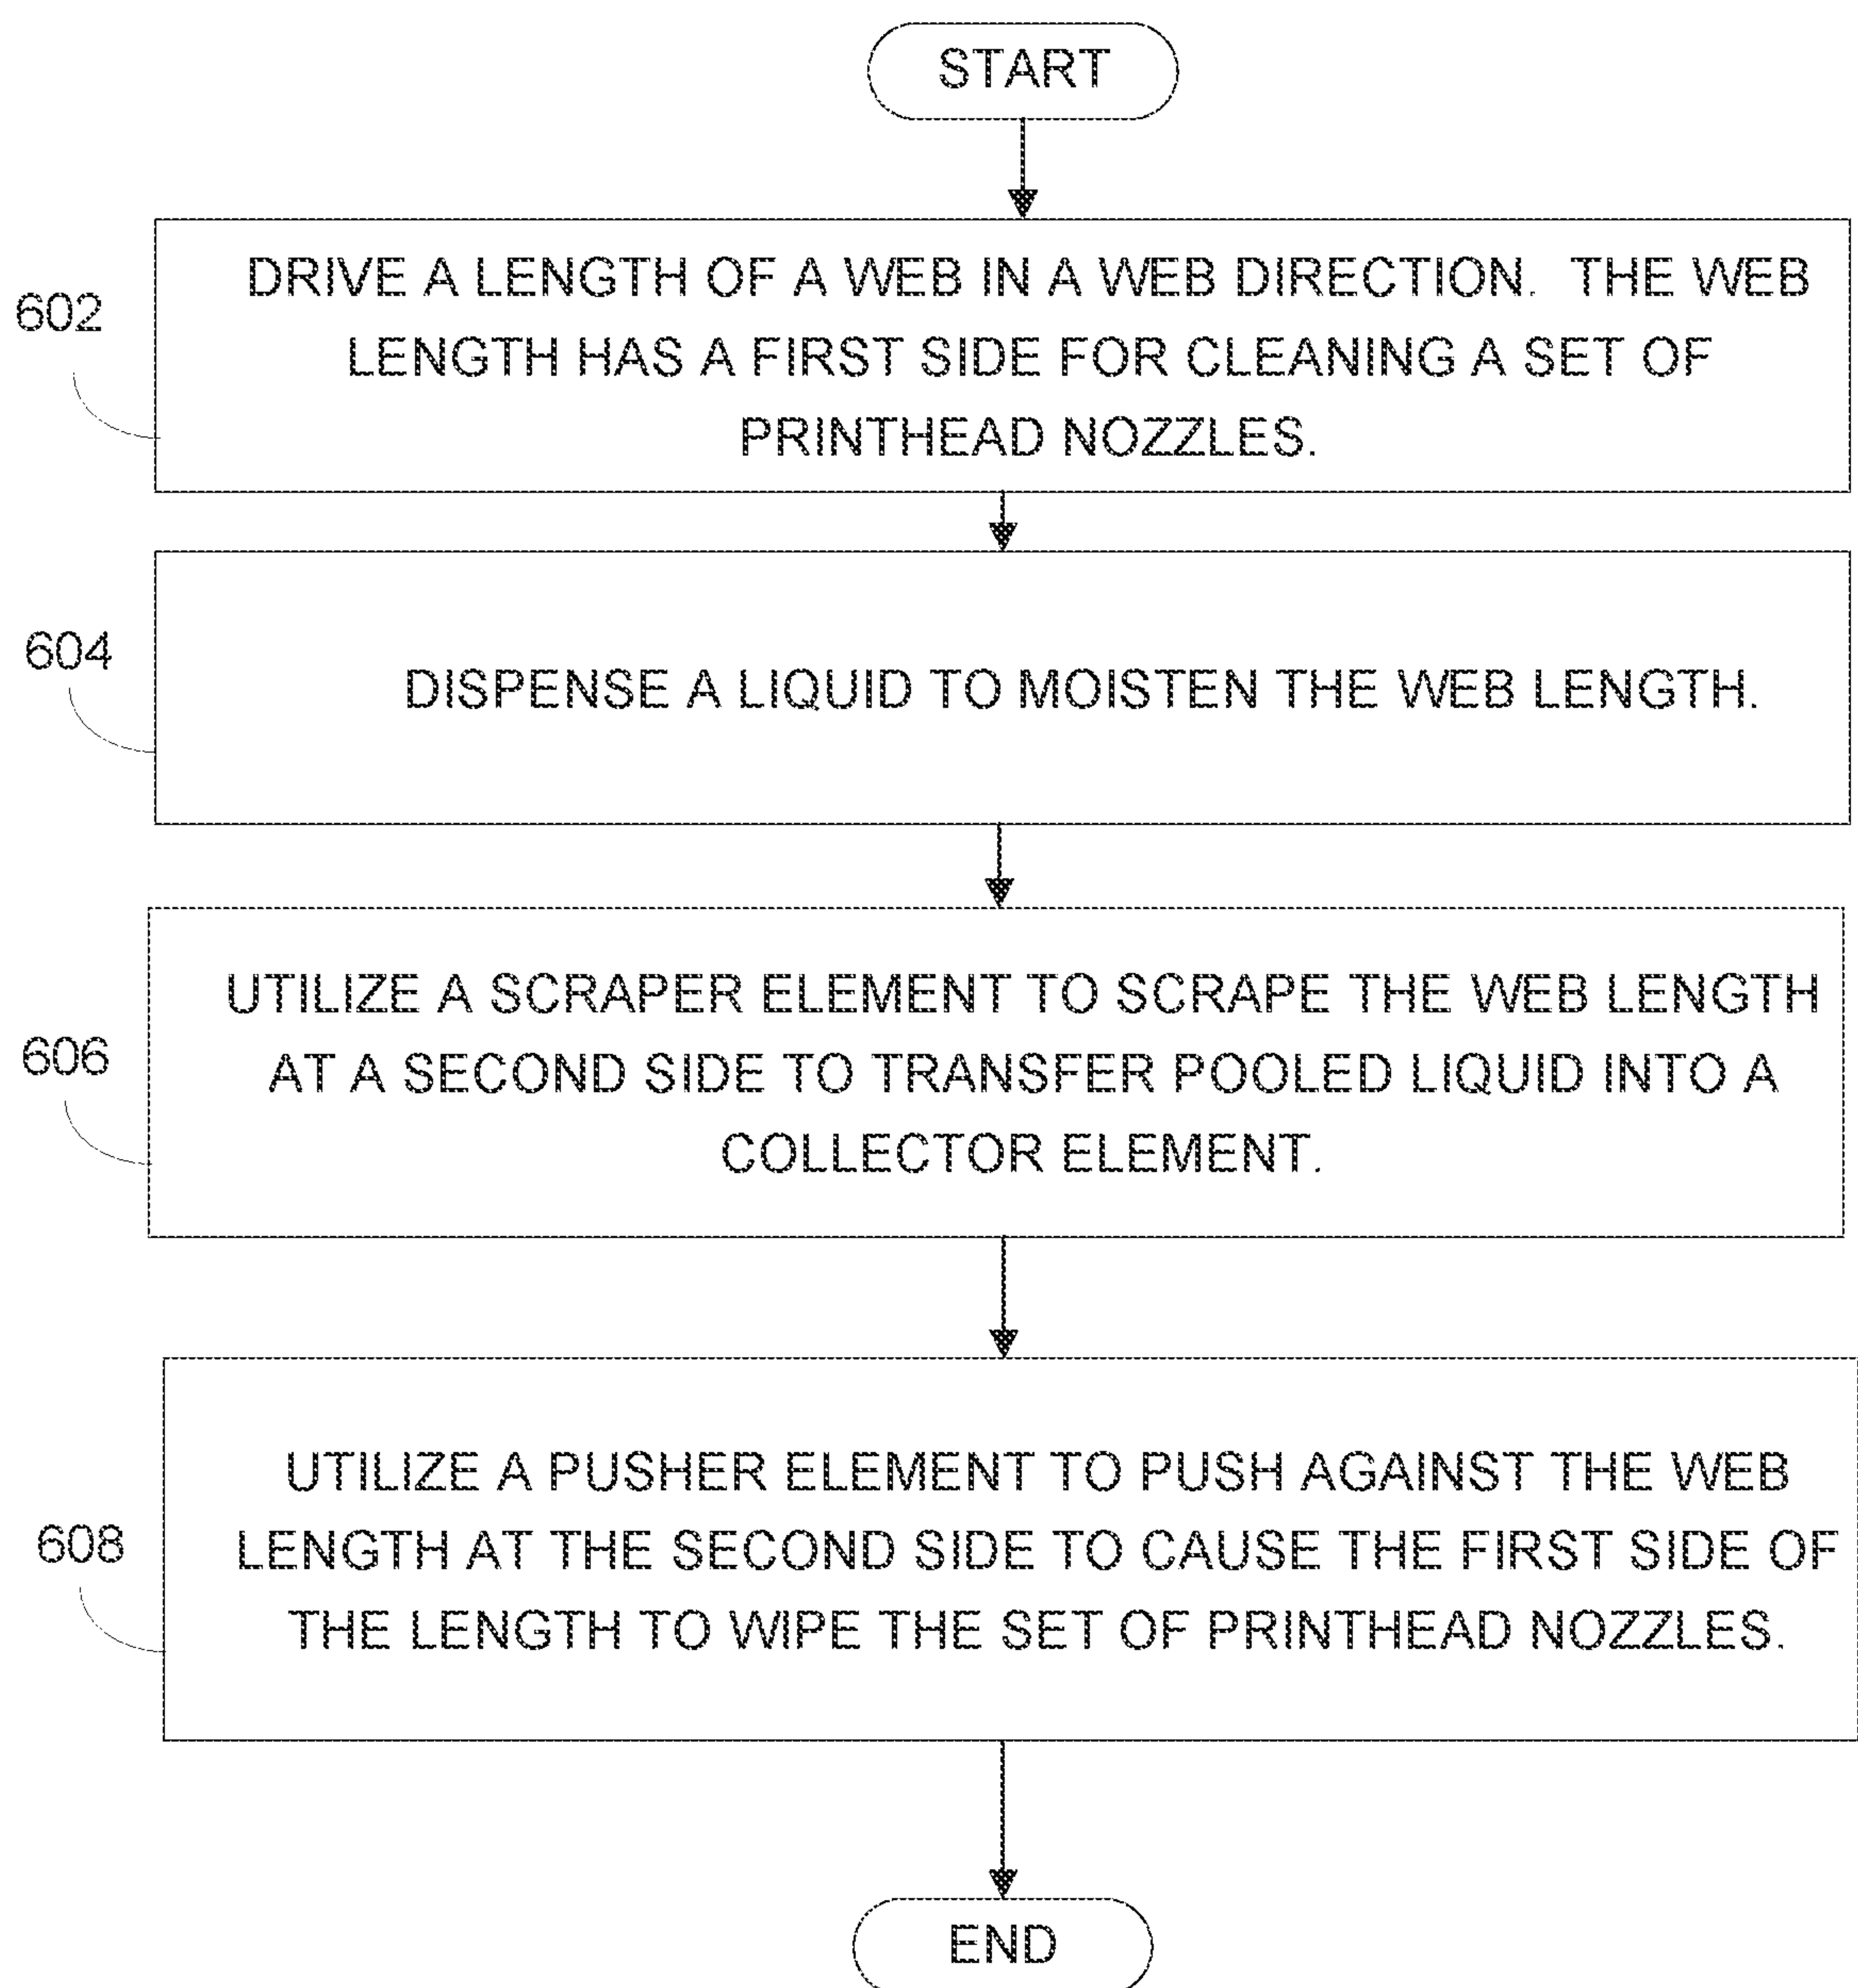 START
602
DRIVE A LENGTH OF A WEB IN A WEB DIRECTION. THE WEB
LENGTH HAS A FIRST SIDE FOR CLEANING A SET OF
PRINTHEAD NOZZLES.
604
DISPENSE A LIQUID TO MOISTEN THE WEB LENGTH.
606
UTILIZE A SCRAPER ELEMENT TO SCRAPE THE WEB LENGTH
AT A SECOND SIDE TO TRANSFER POOLED LIQUID INTO A
COLLECTOR ELEMENT.
608
UTILIZE A PUSHER ELEMENT TO PUSH AGAINST THE WEB
LENGTH AT THE SECOND SIDE TO CAUSE THE FIRST SIDE OF
THE LENGTH TO WIPE THE SET OF PRINTHEAD NOZZLES.
END